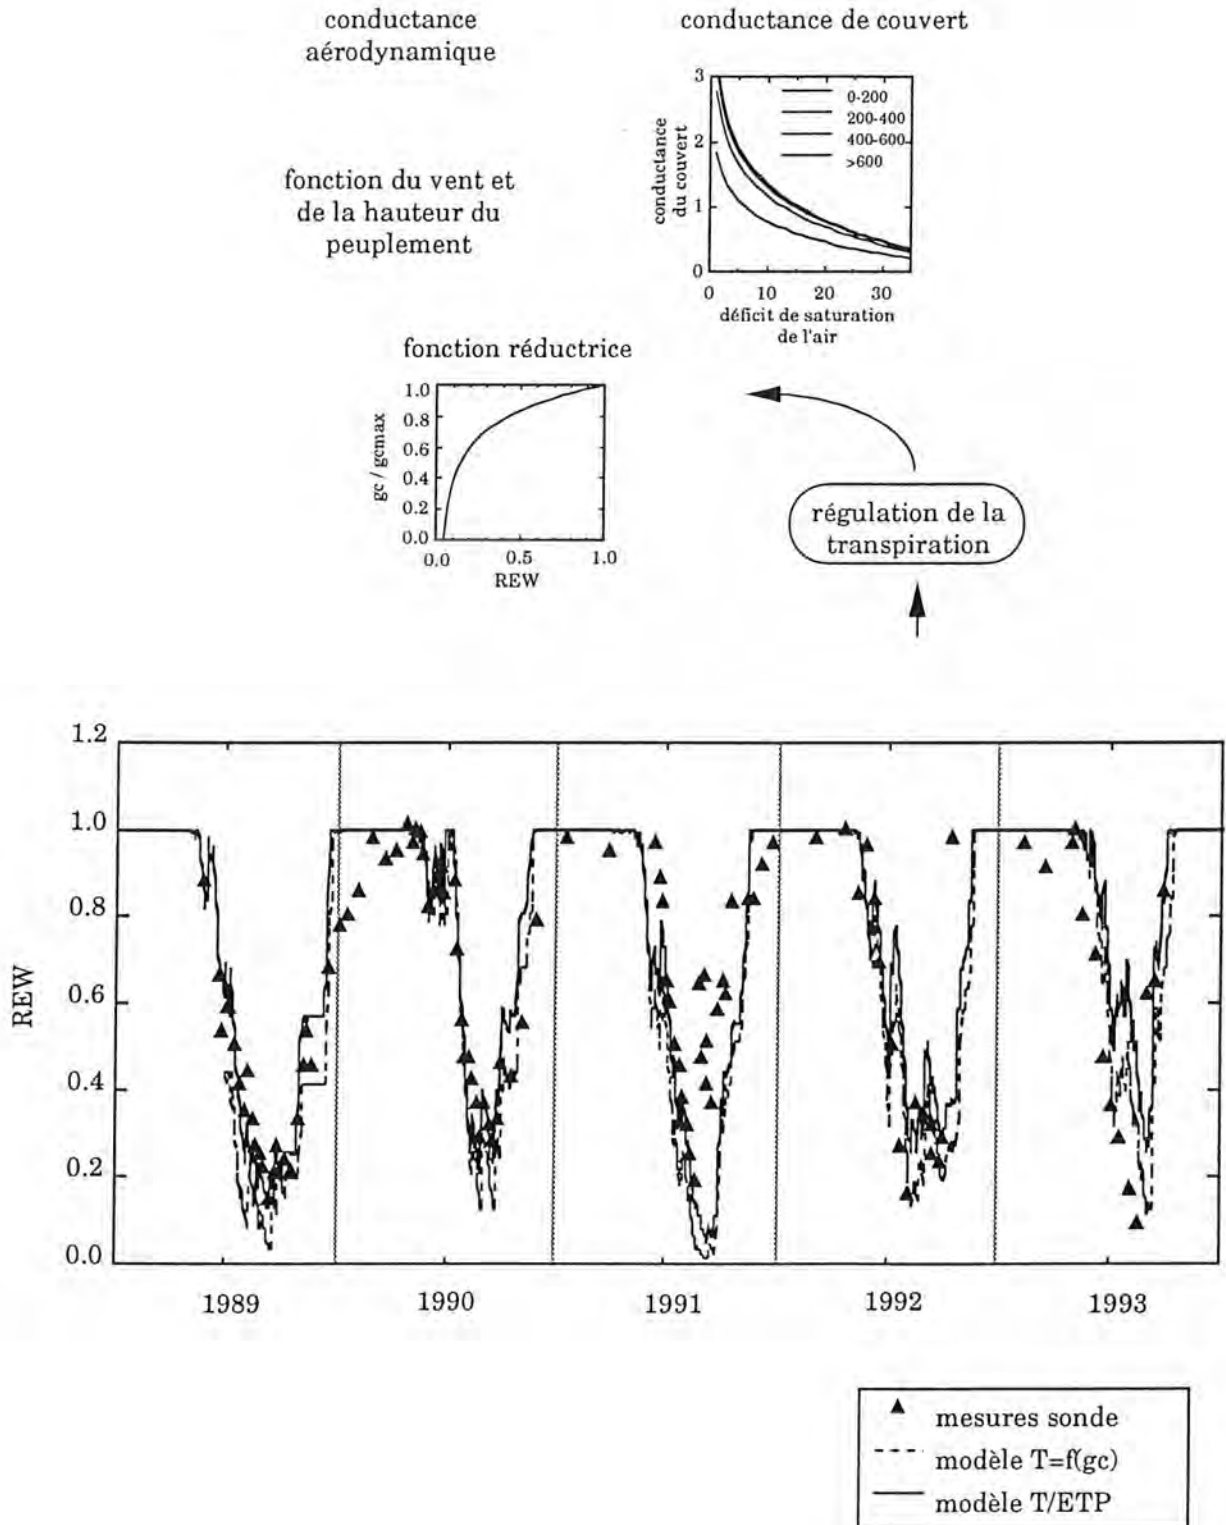 conductance
aérodynamique
conductance de couvert
fonction du vent et
de la hauteur du
peuplement
conductance
du couvert
3
2
1
0
0-200
200-400
400-600
>600
0 10 20 30
déficit de saturation
de l'air
fonction réductrice
gc / gcmax
1.0
0.8
0.6
0.4
0.2
0.0
0.0 0.5 1.0
REW
régulation de la
transpiration
REW
1.2
1.0
0.8
0.6
0.4
0.2
0.0
1989 1990 1991 1992 1993
mesures sonde
modèle T=f(gc)
modèle T/ETP